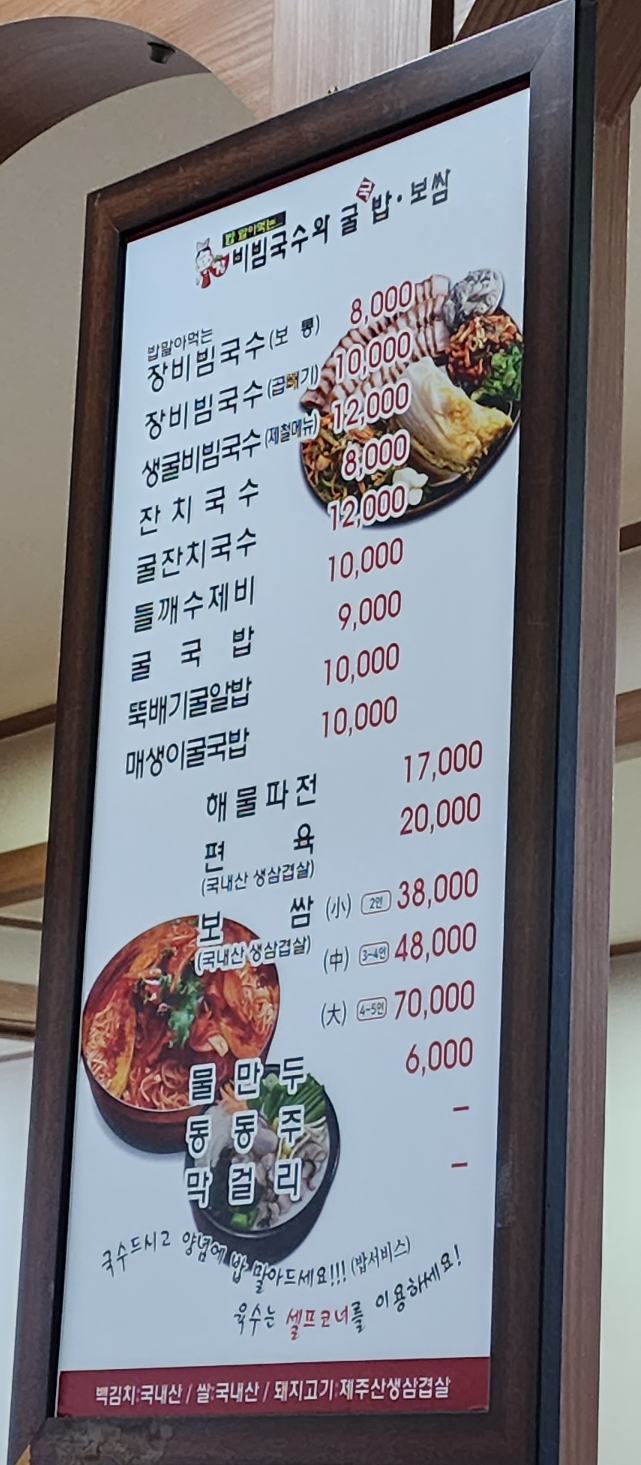 밥 말아먹는
비빔국수와 굴국밥·보쌈
밥말아먹는
장비빔국수(보 통) 8,000
장비빔국수(곱빼기) 10,000
생굴비빔국수(제철메뉴) 12,000
잔치국수 8,000
굴잔치국수 12,000
들깨수제비 10,000
굴국밥 9,000
뚝배기굴알밥 10,000
매생이굴국밥 10,000
해물파전 17,000
편육 20,000
(국내산 생삼겹살)
보쌈 (小) 2인 38,000
(국내산 생삼겹살)
(中) 3~4인 48,000
(大) 4~5인 70,000
물만두 6,000
동동주 –
막걸리 –
국수드시고 양념에 밥 말아드세요!!! (밥서비스)
육수는 셀프코너를 이용하세요!
백김치:국내산 / 쌀:국내산 / 돼지고기:제주산생삼겹살